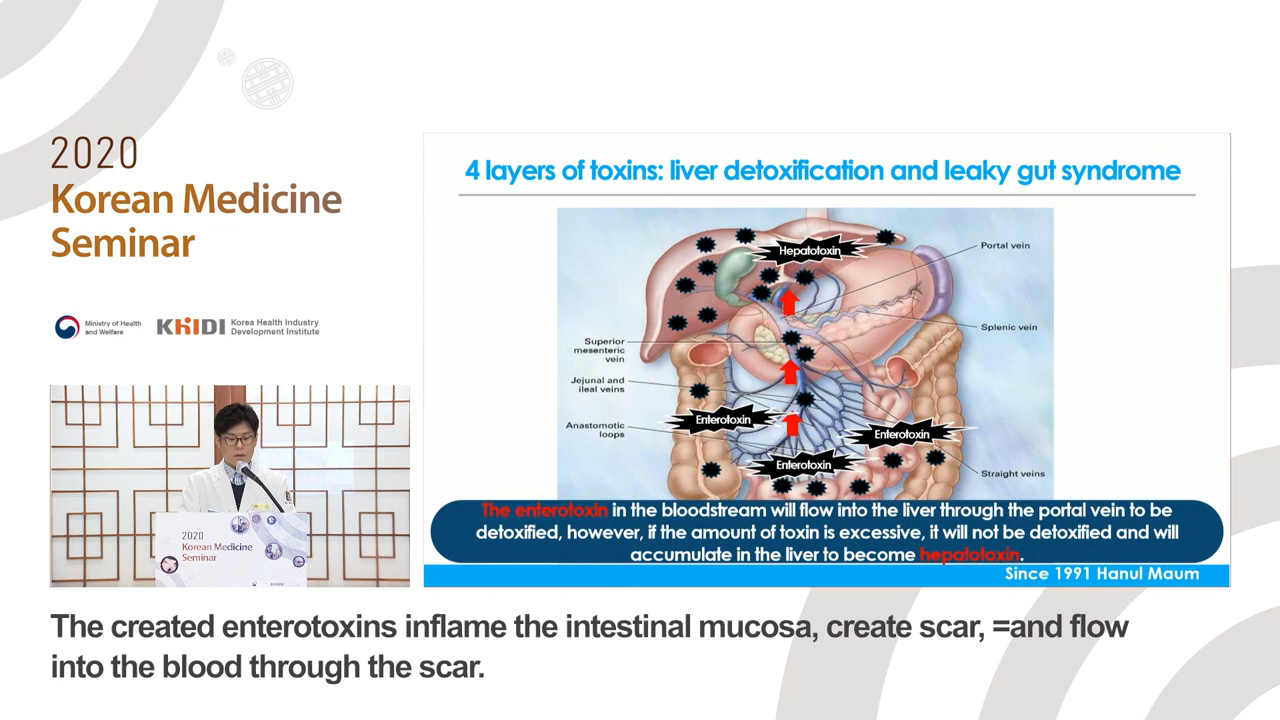 2020
Korean Medicine
Seminar
Ministry of Health
and Welfare
KHIDI
Korea Health Industry
Development Institute
2020
Korean Medicine
Seminar
4 layers of toxins: liver detoxification and leaky gut syndrome
Hepatotoxin
Portal vein
Splenic vein
Superior
mesenteric
vein
Jejunal and
ileal veins
Anastomotic
loops
Enterotoxin
Enterotoxin
Enterotoxin
Straight veins
The enterotoxin in the bloodstream will flow into the liver through the portal vein to be
detoxified, however, if the amount of toxin is excessive, it will not be detoxified and will
accumulate in the liver to become hepatotoxin.
Since 1991 Hanul Maum
The created enterotoxins inflame the intestinal mucosa, create scar, =and flow
into the blood through the scar.